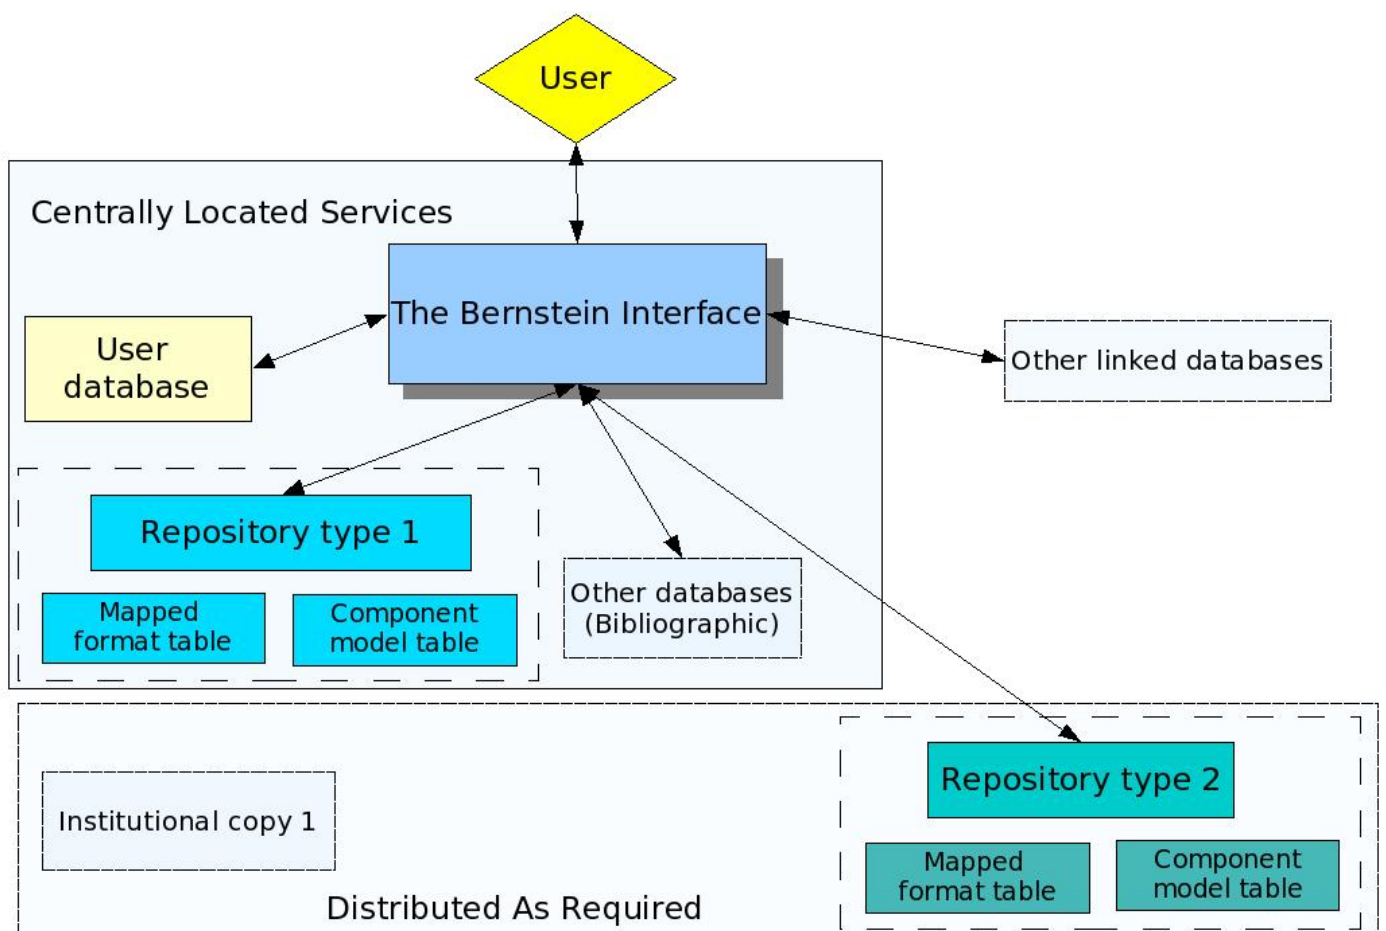 User
Centrally Located Services
The Bernstein Interface
User
database
Other linked databases
Repository type 1
Mapped
format table
Component
model table
Other databases
(Bibliographic)
Repository type 2
Institutional copy 1
Mapped
format table
Component
model table
Distributed As Required